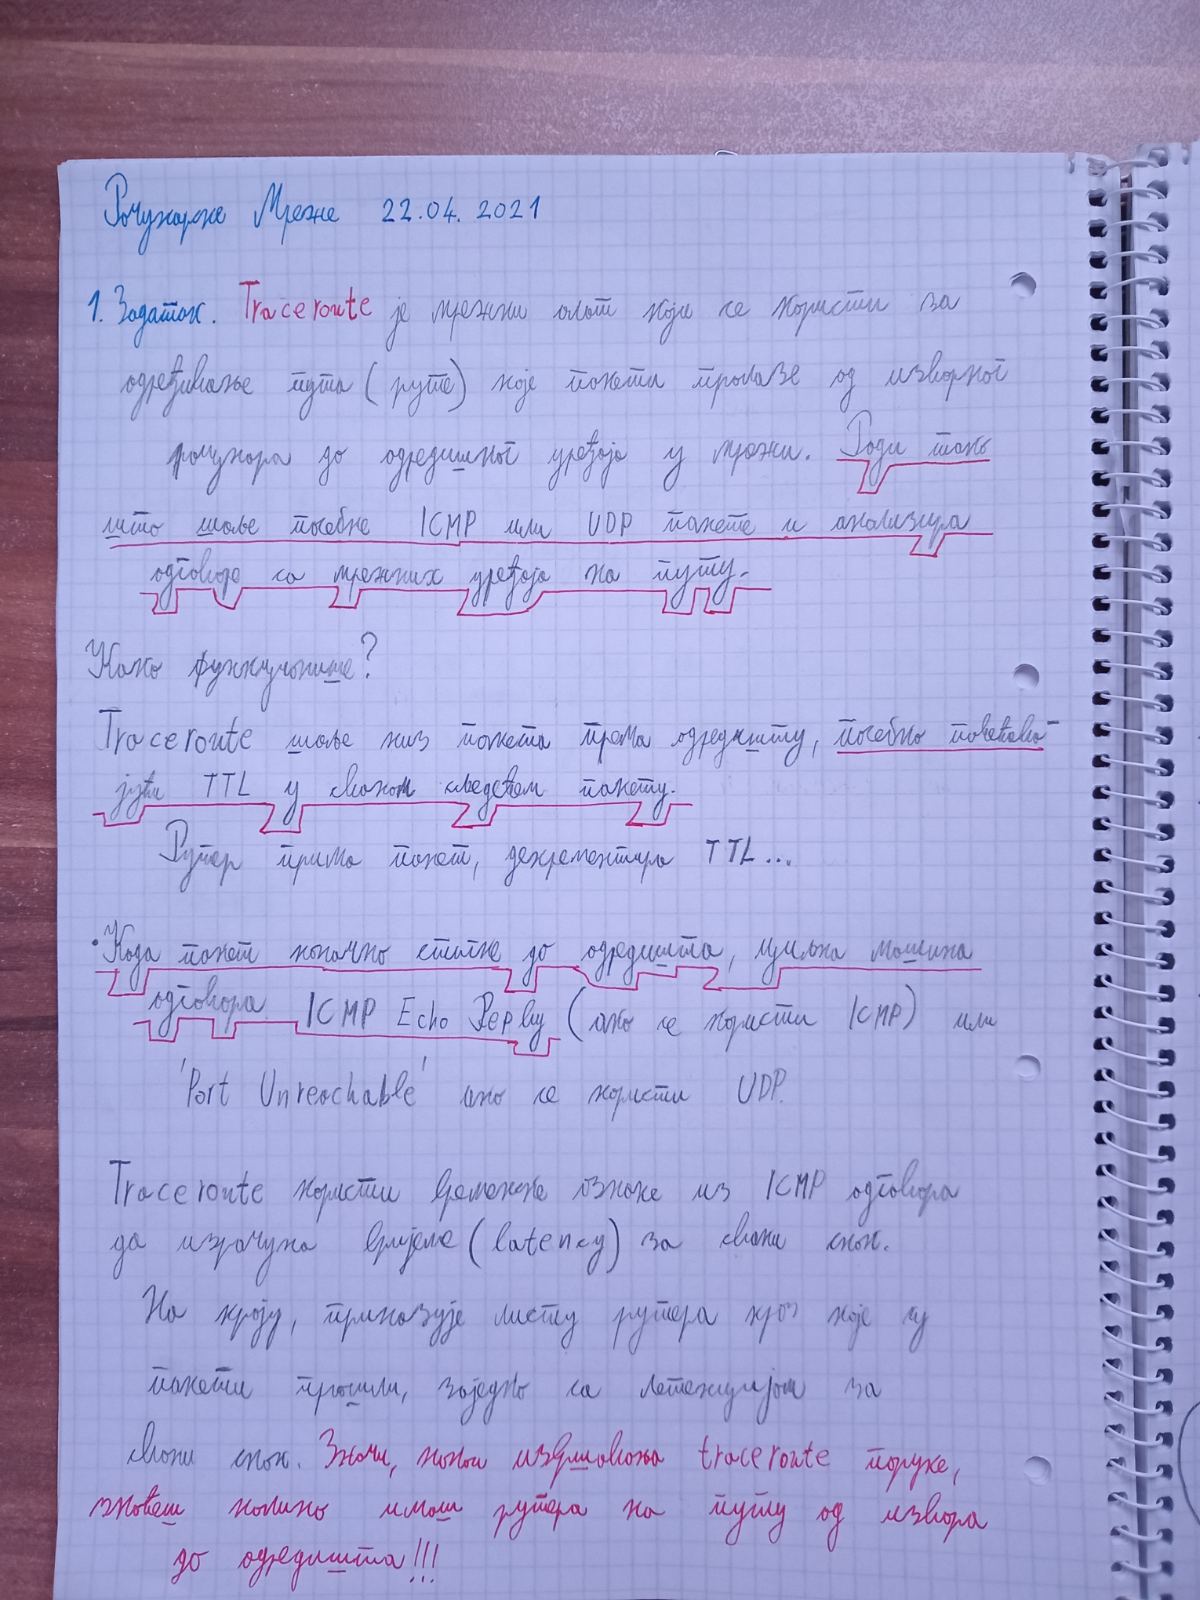 Рачунарске Мреже 22.04.2021
1. Задатак. Traceroute је мрежни алат који се користи за
одређивање пута (руте) које пакети пролазе од изворног
рачунара до одредишног уређаја у мрежи. Ради тако
што шаље посебне ICMP или UDP пакете и анализира
одговоре са мрежних уређаја на путу.
Како функционише?
Traceroute шаље низ пакета према одредишту, посебно повећава-
јући TTL у сваком следећем пакету.
Рутер прима пакет, декрементира TTL...
• Када пакет коначно стигне до одредишта, циљна машина
одговара ICMP Echo Reply (ако се користи ICMP) или
'Port Unreachable' ако се користи UDP.
Traceroute користи временске ознаке из ICMP одговора
да израчуна вријеме (latency) за сваки скок.
На крају, приказује листу рутера кроз које су
пакети прошли, заједно са латенцијом за
сваки скок. Значи, након извршавања traceroute поруке,
знаћеш колико имаш рутера на путу од извора
до одредишта!!!